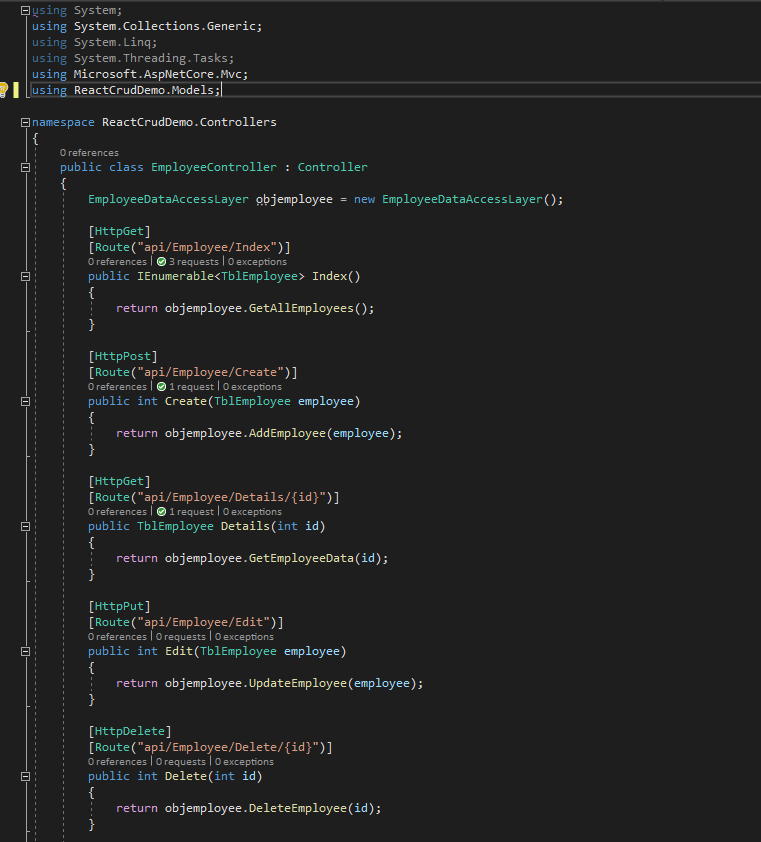 using System;
using System.Collections.Generic;
using System.Linq;
using System.Threading.Tasks;
using Microsoft.AspNetCore.Mvc;
using ReactCrudDemo.Models;
namespace ReactCrudDemo.Controllers
{
0 references
public class EmployeeController : Controller
{
EmployeeDataAccessLayer objemployee = new EmployeeDataAccessLayer();
[HttpGet]
[Route("api/Employee/Index")]
0 references | 3 requests | 0 exceptions
public IEnumerable<TblEmployee> Index()
{
return objemployee.GetAllEmployees();
}
[HttpPost]
[Route("api/Employee/Create")]
0 references | 1 request | 0 exceptions
public int Create(TblEmployee employee)
{
return objemployee.AddEmployee(employee);
}
[HttpGet]
[Route("api/Employee/Details/{id}")]
0 references | 1 request | 0 exceptions
public TblEmployee Details(int id)
{
return objemployee.GetEmployeeData(id);
}
[HttpPut]
[Route("api/Employee/Edit")]
0 references | 0 requests | 0 exceptions
public int Edit(TblEmployee employee)
{
return objemployee.UpdateEmployee(employee);
}
[HttpDelete]
[Route("api/Employee/Delete/{id}")]
0 references | 0 requests | 0 exceptions
public int Delete(int id)
{
return objemployee.DeleteEmployee(id);
}